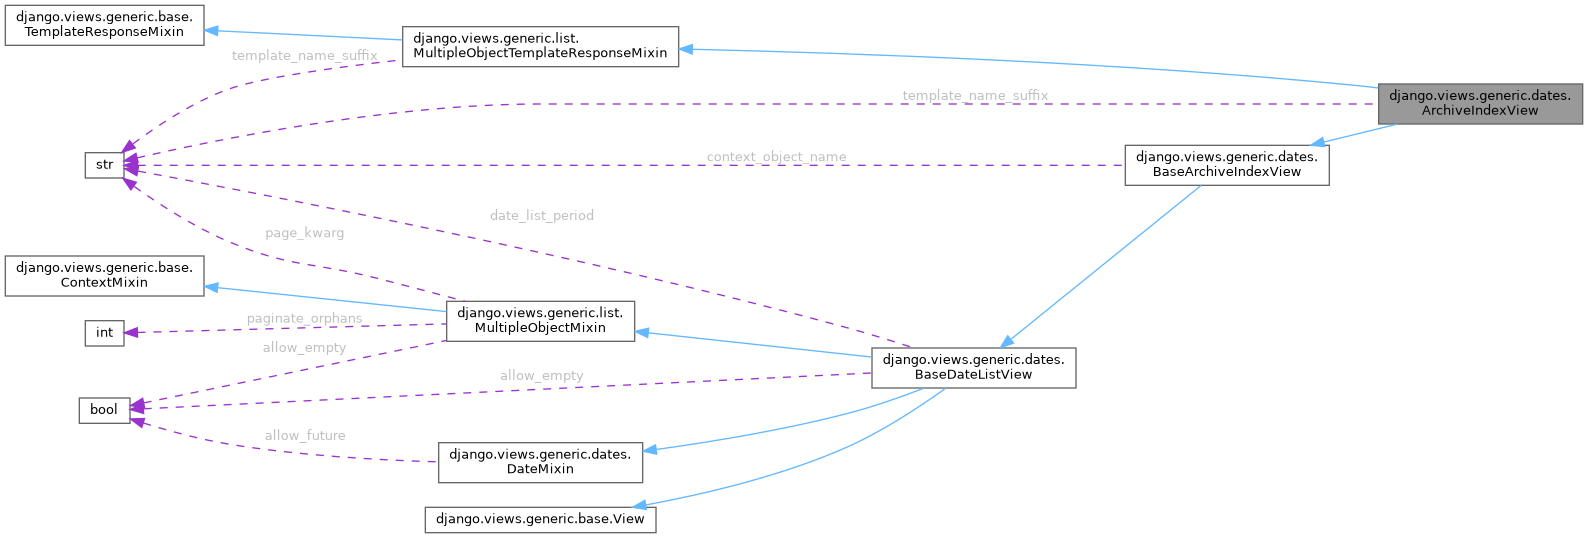 django.views.generic.base.
TemplateResponseMixin
django.views.generic.list.
MultipleObjectTemplateResponseMixin
template_name_suffix
template_name_suffix
django.views.generic.dates.
ArchiveIndexView
str
context_object_name
django.views.generic.dates.
BaseArchiveIndexView
date_list_period
page_kwarg
django.views.generic.base.
ContextMixin
django.views.generic.list.
MultipleObjectMixin
int
paginate_orphans
allow_empty
django.views.generic.dates.
BaseDateListView
allow_empty
bool
allow_future
django.views.generic.dates.
DateMixin
django.views.generic.base.View